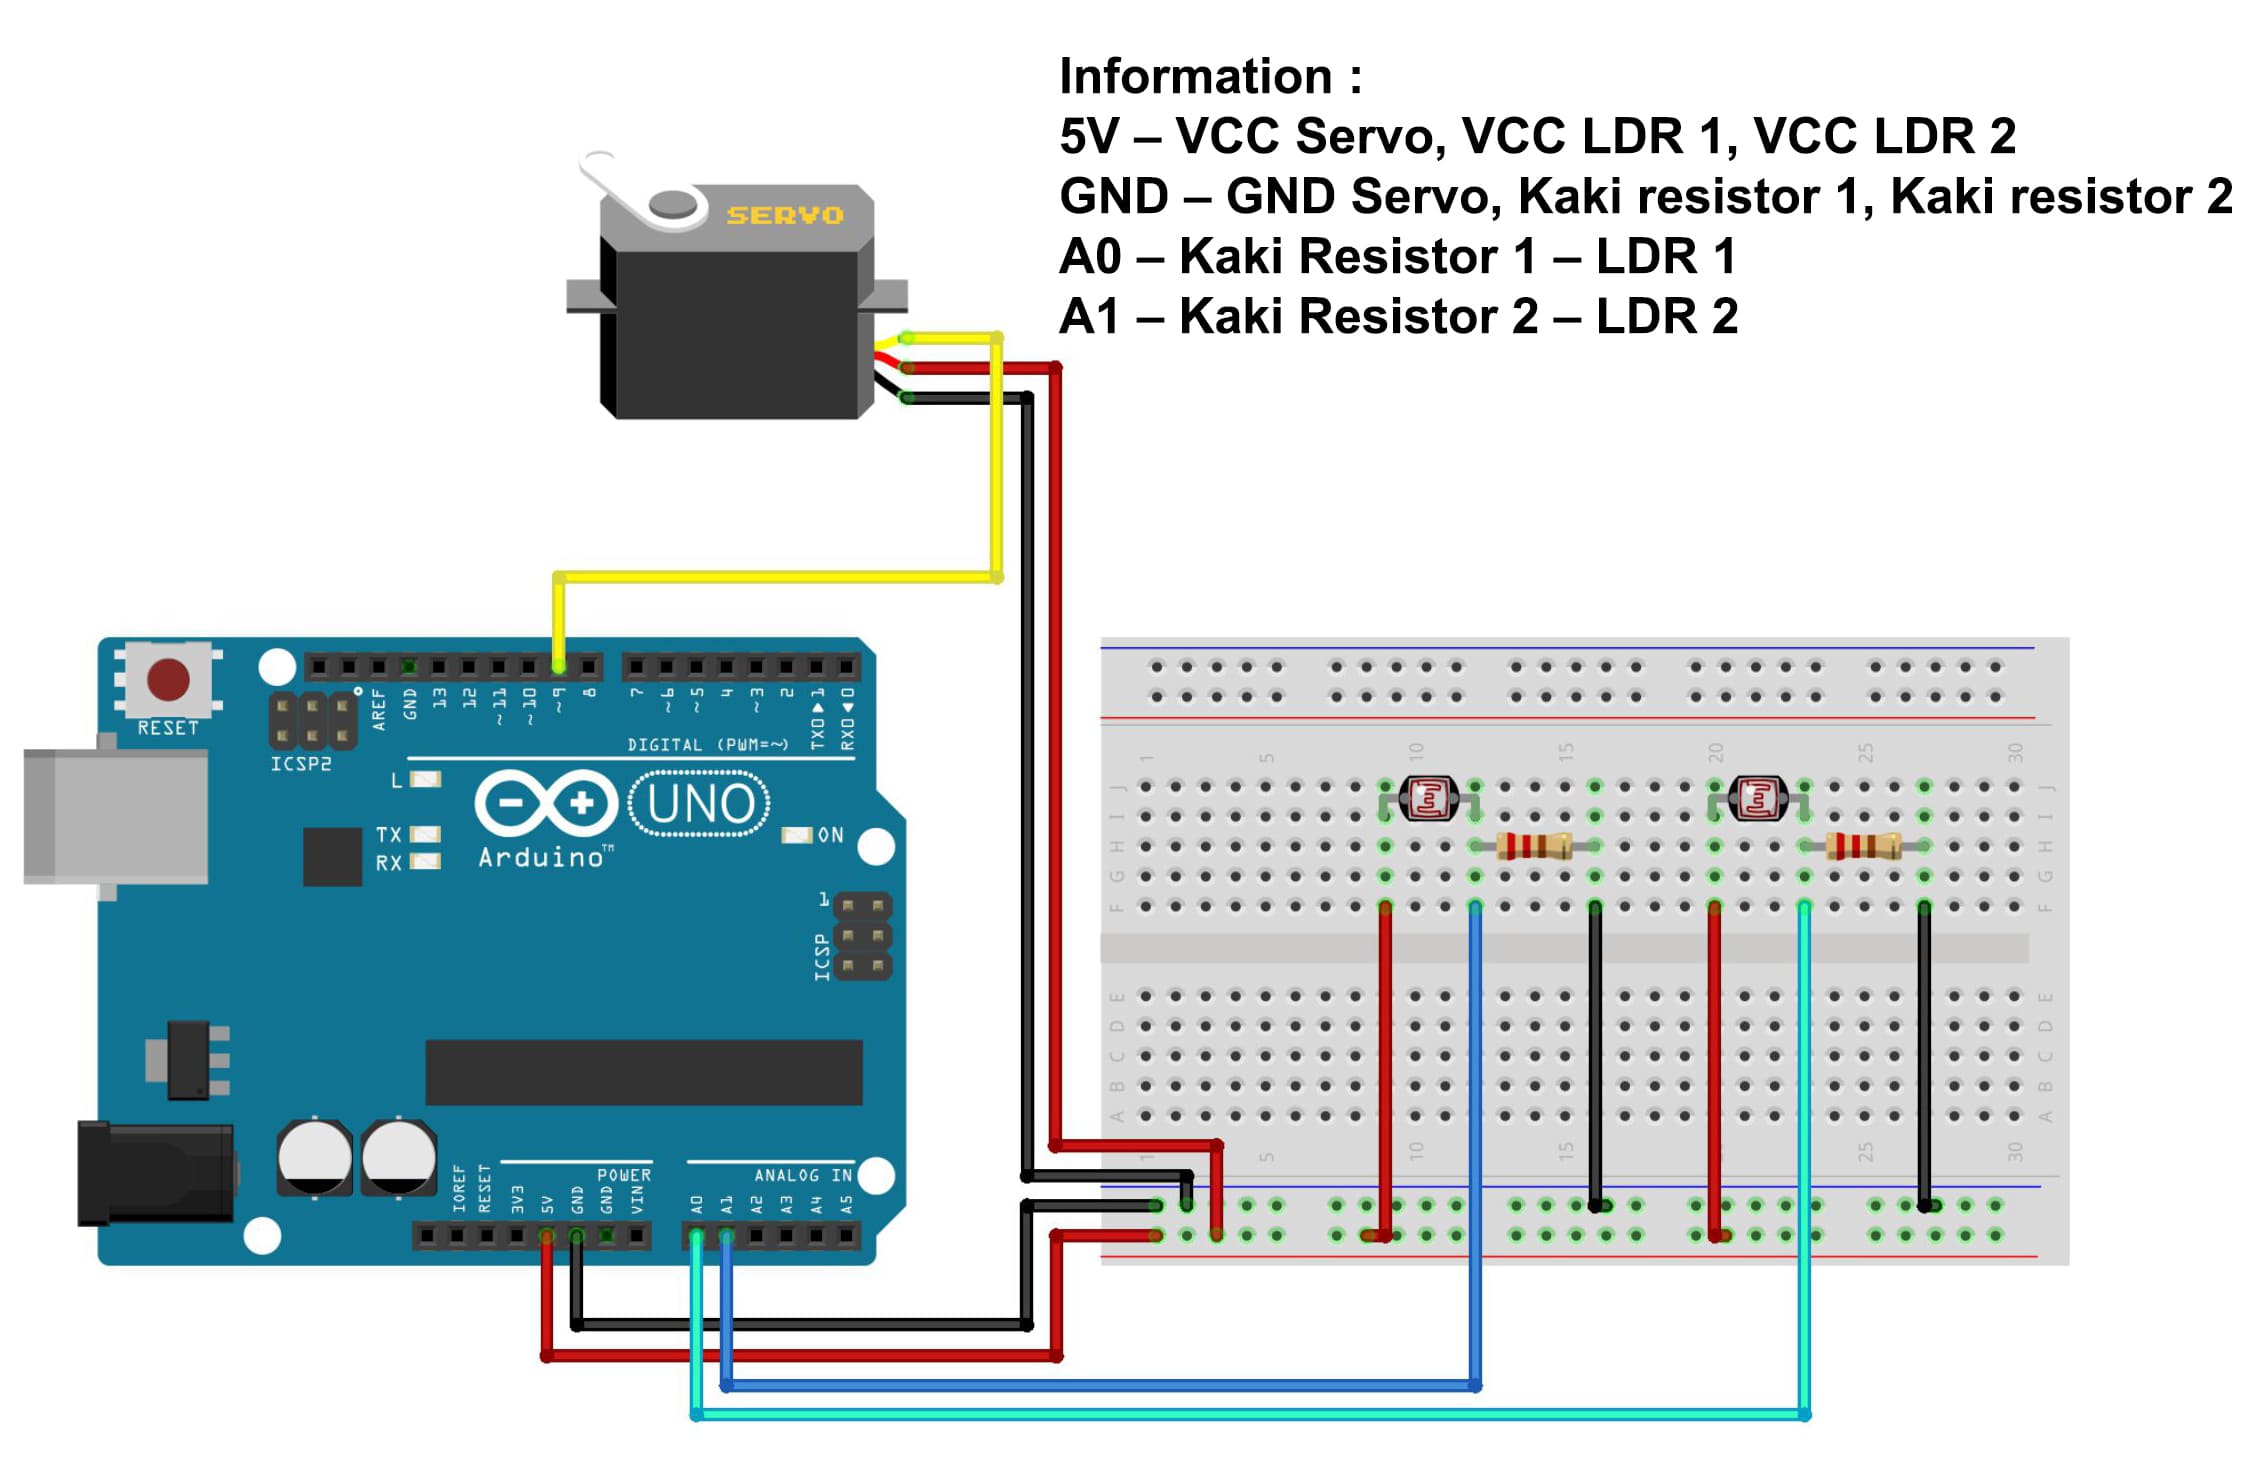 Information :
5V – VCC Servo, VCC LDR 1, VCC LDR 2
GND – GND Servo, Kaki resistor 1, Kaki resistor 2
A0 – Kaki Resistor 1 – LDR 1
A1 – Kaki Resistor 2 – LDR 2
SERVO
RESET
ICSP2
AREF
GND
13
12
~11
~10
~9
8
7
~6
~5
4
~3
2
TX0▶1
RX0◀0
DIGITAL (PWM=~)
L
TX
RX
UNO
Arduino™
ON
1
ICSP
IOREF
RESET
3V3
5V
GND
GND
VIN
POWER
A0
A1
A2
A3
A4
A5
ANALOG IN
1 5 10 15 20 25 30
J J
I I
H H
G G
F F
E E
D D
C C
B B
A A
1 5 10 15 25 30